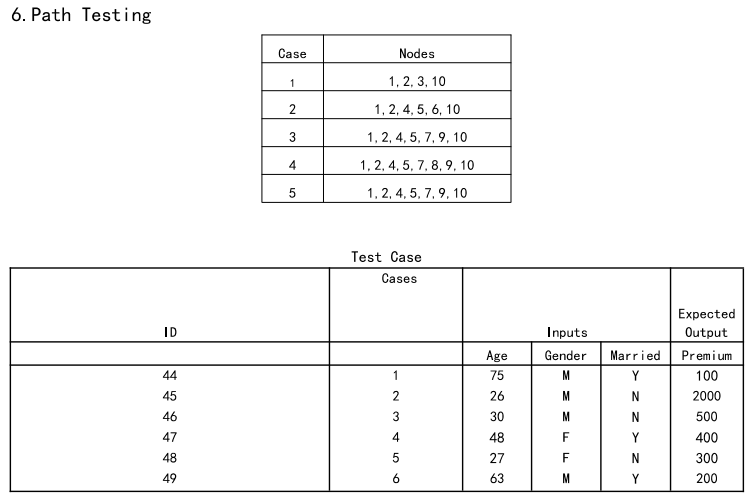 6.Path Testing
Case Nodes
1 1,2,3,10
2 1,2,4,5,6,10
3 1,2,4,5,7,9,10
4 1,2,4,5,7,8,9,10
5 1,2,4,5,7,9,10
Test Case
ID Cases Inputs Expected Output
Age Gender Married Premium
44 1 75 M Y 100
45 2 26 M N 2000
46 3 30 M N 500
47 4 48 F Y 400
48 5 27 F N 300
49 6 63 M Y 200